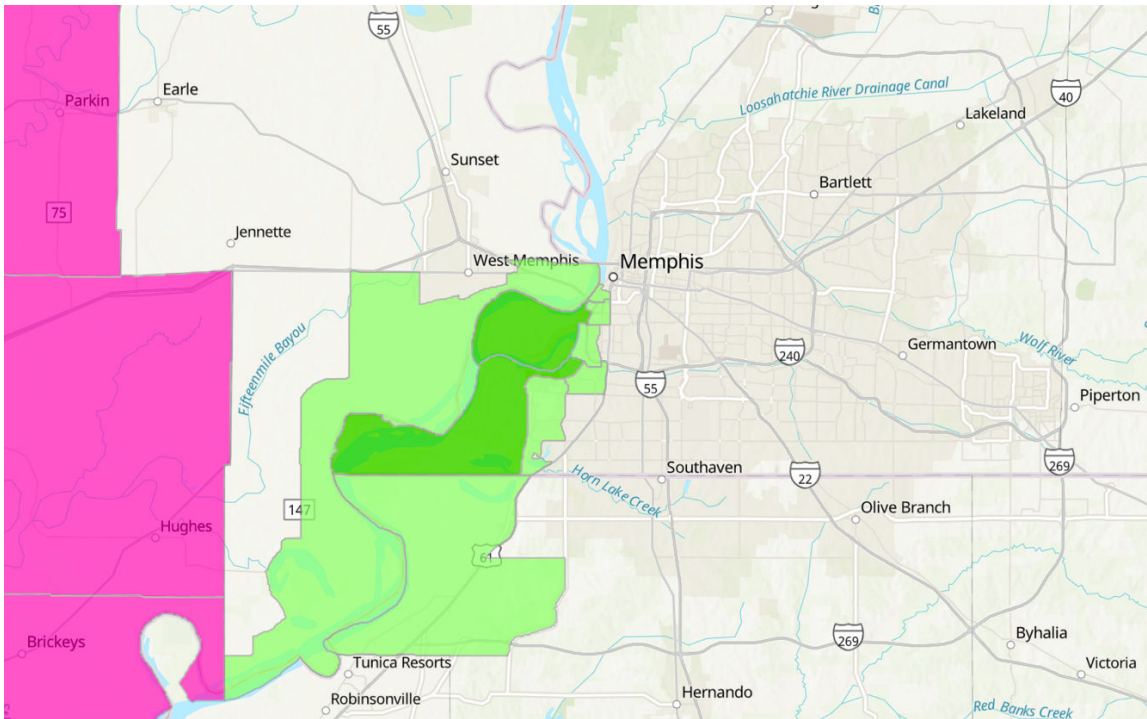 55
Parkin
Earle
Loosahatchie River Drainage Canal
40
Lakeland
Sunset
Bartlett
75
Jennette
West Memphis
Memphis
Fifteenmile Bayou
Wolf River
Germantown
240
55
Piperton
Southaven
269
22
Horn Lake Creek
147
Olive Branch
Hughes
61
Brickeys
269
Byhalia
Tunica Resorts
Victoria
Robinsonville
Hernando
Red Banks Creek